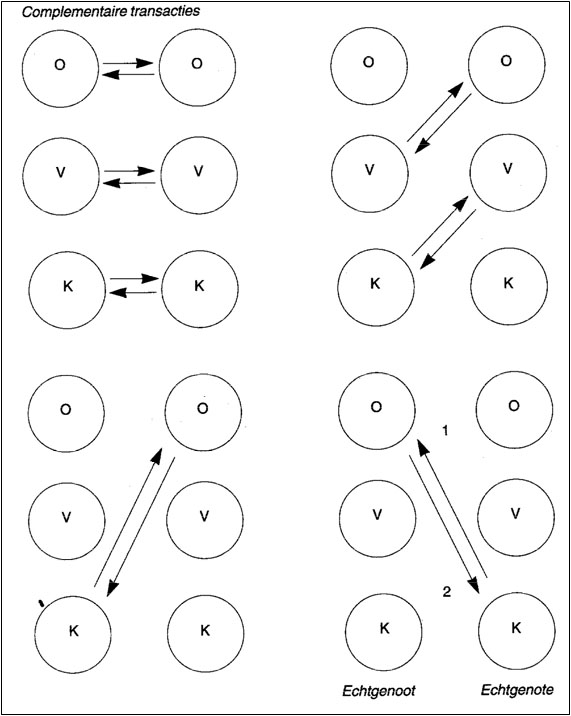 Complementaire transacties
O O
V V
K K
O O
V V
K K
O O
V V
K K
O O
1
V V
2
K K
Echtgenoot Echtgenote